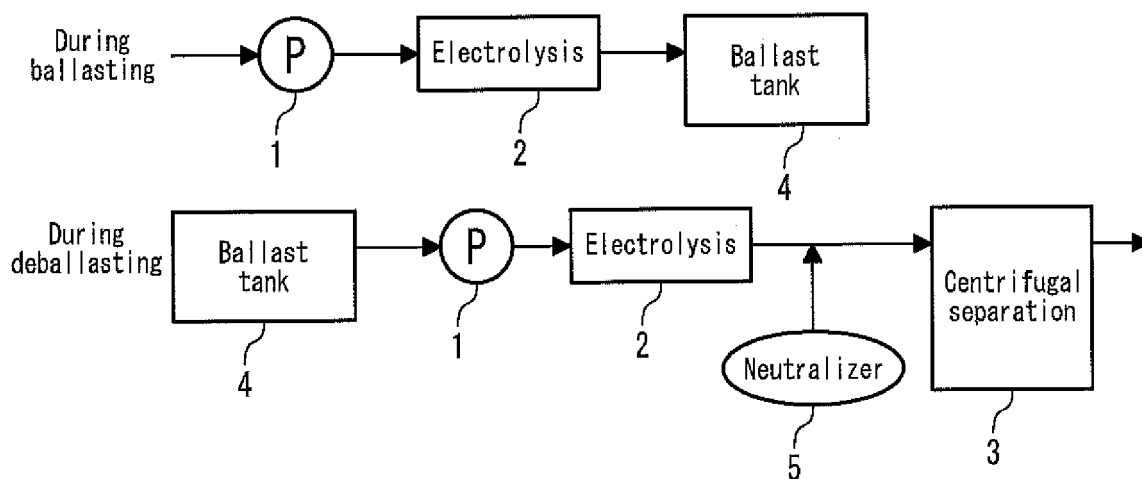 During
ballasting
P
Electrolysis
Ballast
tank
1
2
4
During
deballasting
Ballast
tank
P
Electrolysis
Centrifugal
separation
Neutralizer
4
1
2
5
3